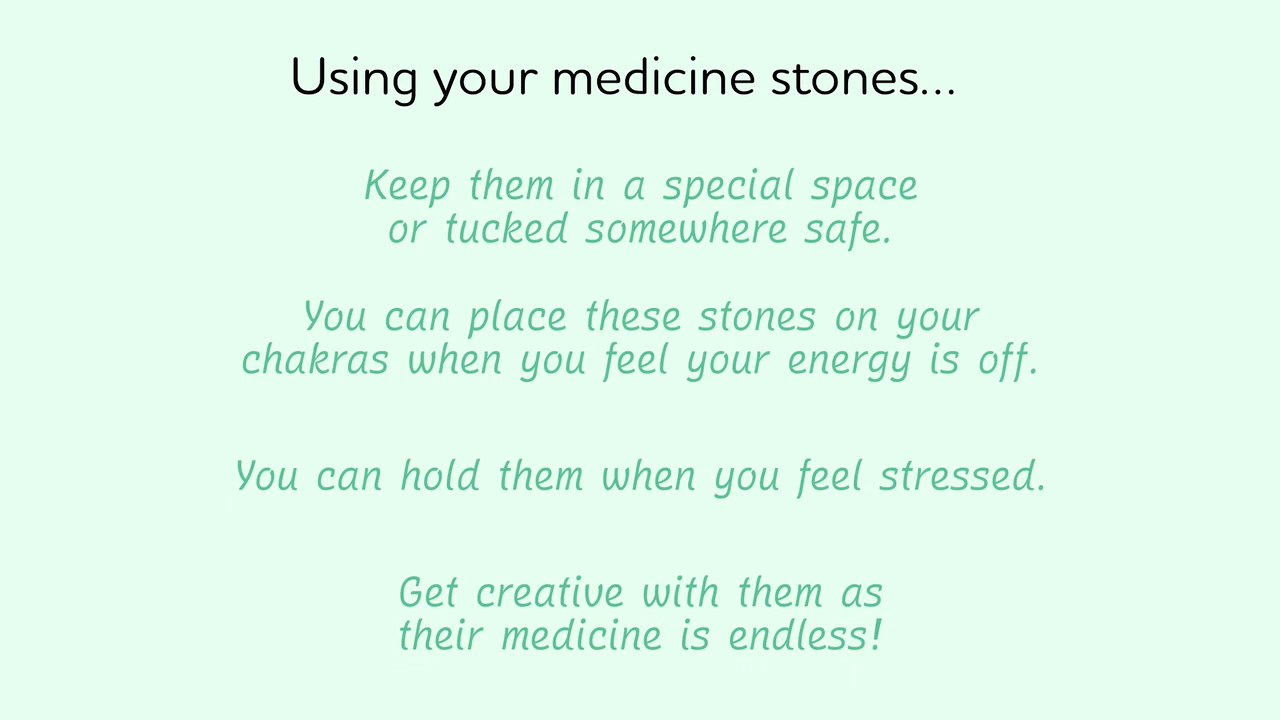 Using your medicine stones...
Keep them in a special space
or tucked somewhere safe.
You can place these stones on your
chakras when you feel your energy is off.
You can hold them when you feel stressed.
Get creative with them as
their medicine is endless!